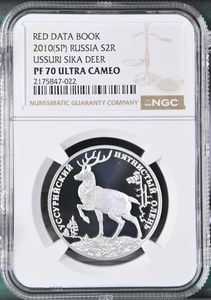 RED DATA BOOK
2010(SP) RUSSIA S2R
USSURI SIKA DEER
PF 70 ULTRA CAMEO
2175847-022
NUMISMATIC GUARANTY COMPANY
NGC
УССУРИЙСКИЙ ПЯТНИСТЫЙ ОЛЕНЬ